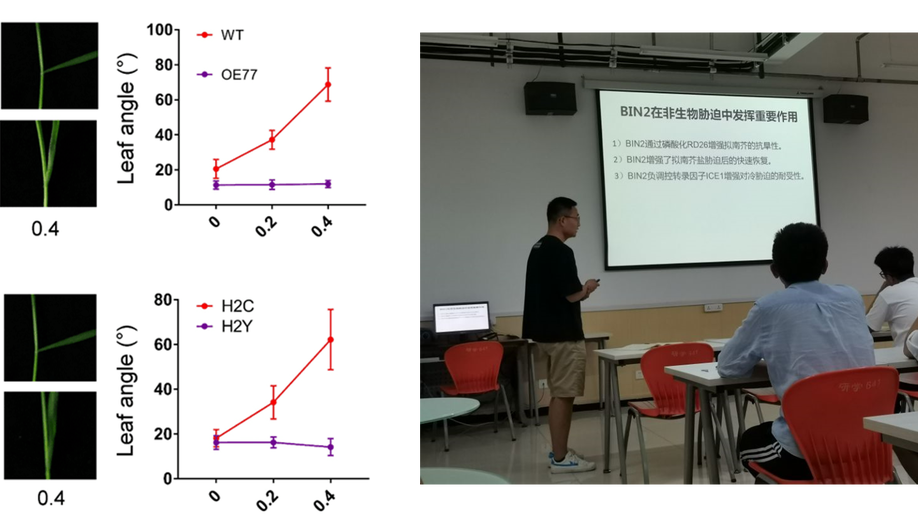 100
80
60
40
20
0
Leaf angle (°)
WT
OE77
0
0.2
0.4
0.4
80
60
40
20
0
Leaf angle (°)
H2C
H2Y
0
0.2
0.4
0.4
BIN2在非生物胁迫中发挥重要作用
1）BIN2通过磷酸化RD26增强拟南芥的抗旱性。
2）BIN2增强了拟南芥盐胁迫后的快速恢复。
3）BIN2负调控转录因子ICE1增强对冷胁迫的耐受性。